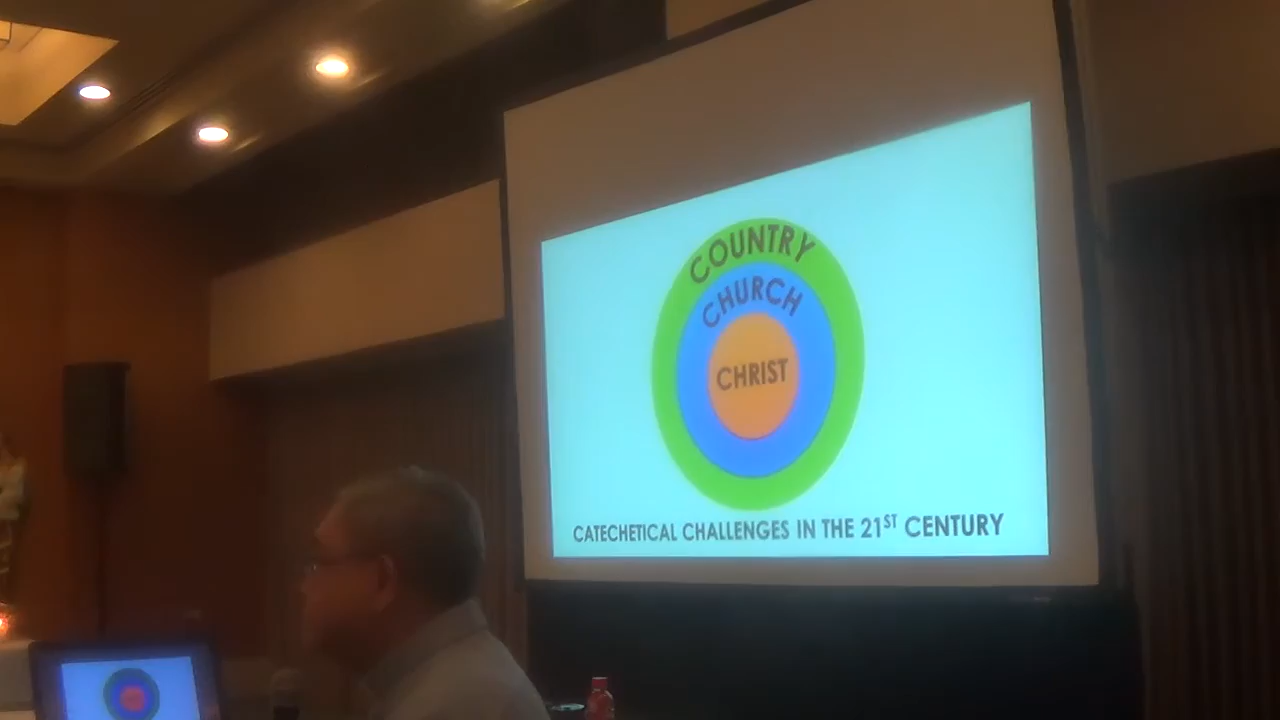 COUNTRY
CHURCH
CHRIST
CATECHETICAL CHALLENGES IN THE 21ST CENTURY